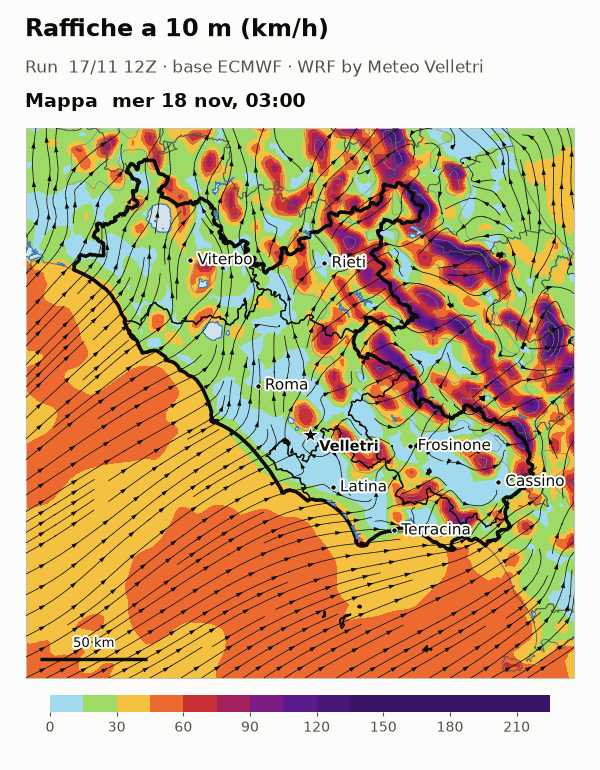 Raffiche a 10 m (km/h)
Run  17/11 12Z · base ECMWF · WRF by Meteo Velletri
Mappa  mer 18 nov, 03:00
Viterbo
Rieti
Roma
Velletri
Frosinone
Latina
Cassino
Terracina
50 km
0 30 60 90 120 150 180 210